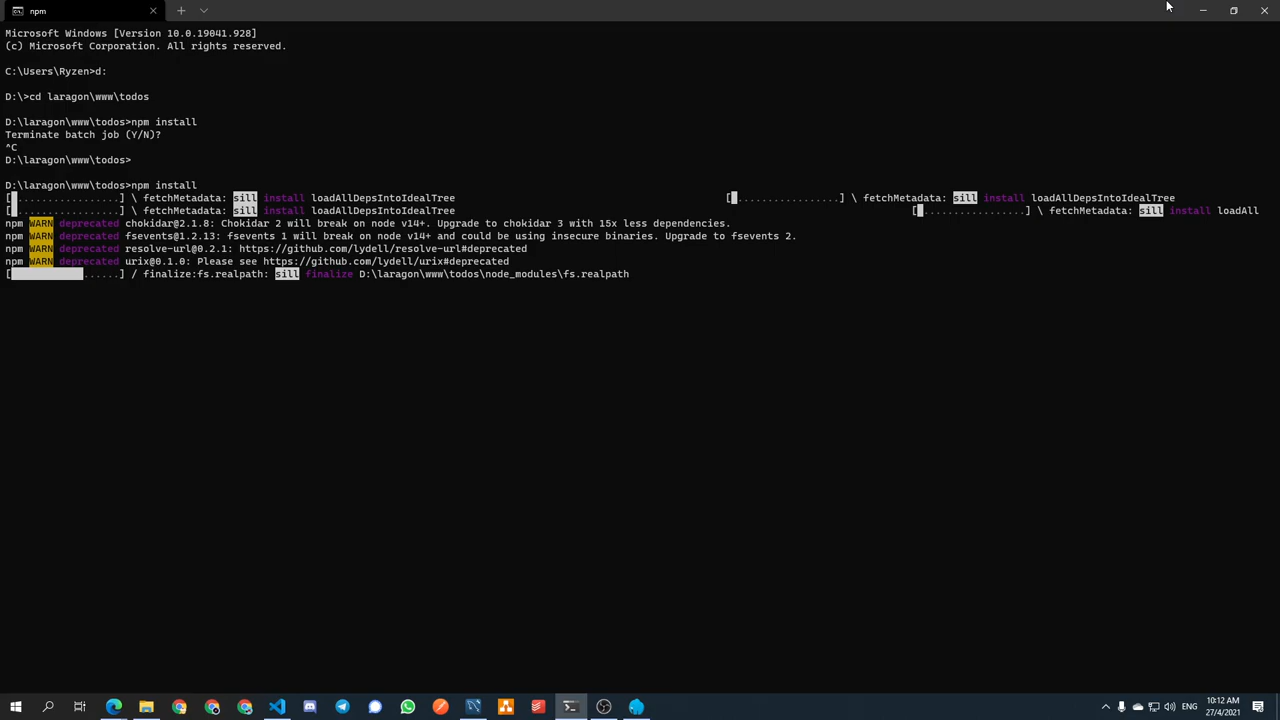 npm
Microsoft Windows [Version 10.0.19041.928]
(c) Microsoft Corporation. All rights reserved.
C:\Users\Ryzen>d:
D:\>cd laragon\www\todos
D:\laragon\www\todos>npm install
Terminate batch job (Y/N)?
^C
D:\laragon\www\todos>
D:\laragon\www\todos>npm install
[ .................] \ fetchMetadata: sill install loadAllDepsIntoIdealTree [ .................] \ fetchMetadata: sill install loadAllDepsIntoIdealTree
[ .................] \ fetchMetadata: sill install loadAllDepsIntoIdealTree [ .................] \ fetchMetadata: sill install loadAll
npm WARN deprecated chokidar@2.1.8: Chokidar 2 will break on node v14+. Upgrade to chokidar 3 with 15x less dependencies.
npm WARN deprecated fsevents@1.2.13: fsevents 1 will break on node v14+ and could be using insecure binaries. Upgrade to fsevents 2.
npm WARN deprecated resolve-url@0.2.1: https://github.com/lydell/resolve-url#deprecated
npm WARN deprecated urix@0.1.0: Please see https://github.com/lydell/urix#deprecated
[ ......] / finalize:fs.realpath: sill finalize D:\laragon\www\todos\node_modules\fs.realpath
ENG
10:12 AM
27/4/2021